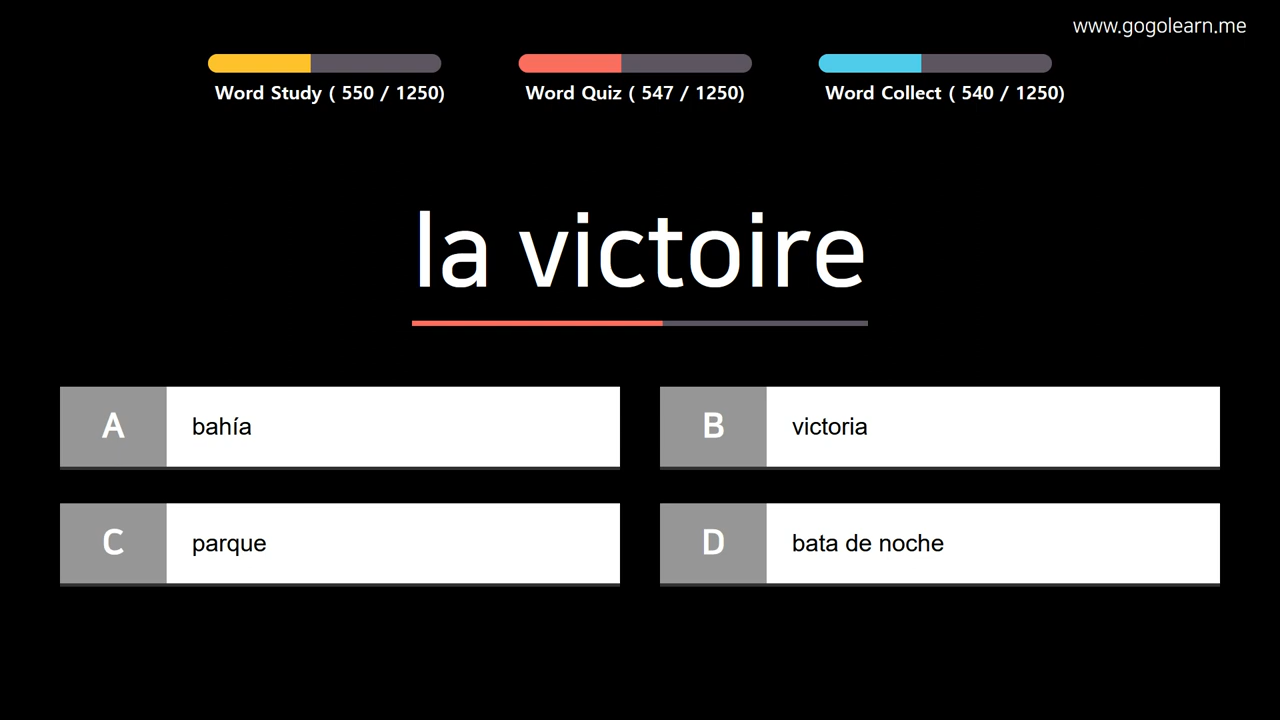 www.gogolearn.me
Word Study ( 550 / 1250)
Word Quiz ( 547 / 1250)
Word Collect ( 540 / 1250)
la victoire
A bahía
B victoria
C parque
D bata de noche